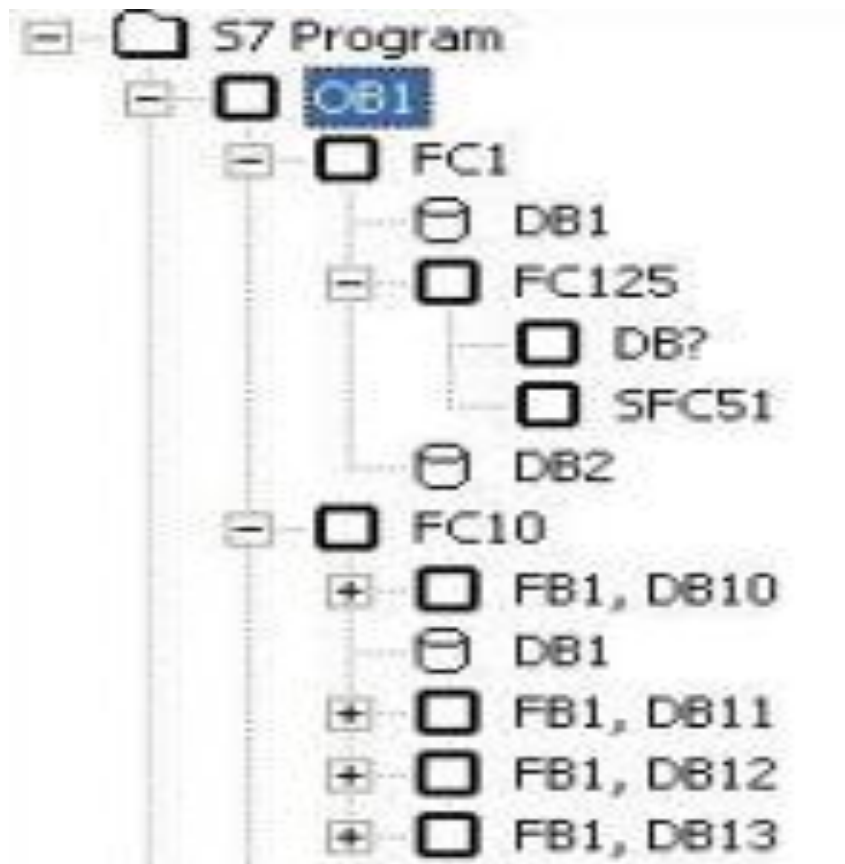 S7 Program
OB1
FC1
DB1
FC125
DB?
SFC51
DB2
FC10
FB1, DB10
DB1
FB1, DB11
FB1, DB12
FB1, DB13